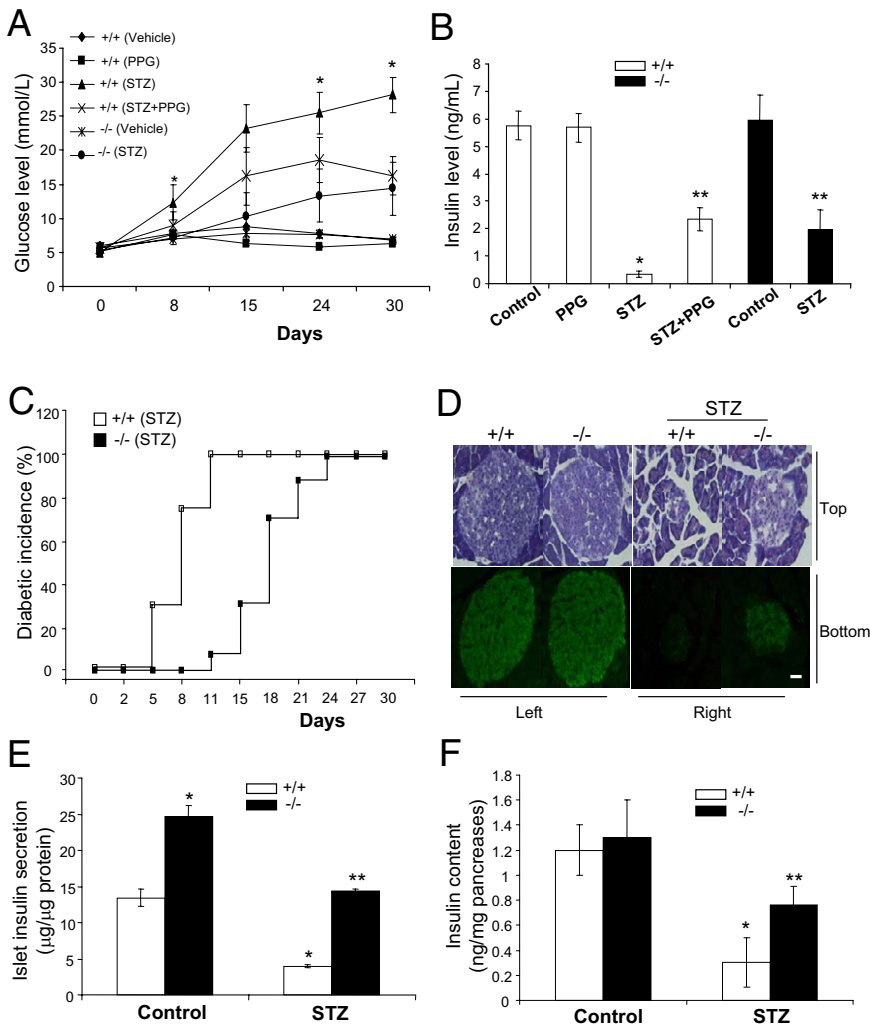 A
+/+ (Vehicle)
+/+ (PPG)
+/+ (STZ)
+/+ (STZ+PPG)
-/- (Vehicle)
-/- (STZ)
Glucose level (mmol/L)
35
30
25
20
15
10
5
0
*
*
*
0 8 15 24 30
Days
B
+/+
-/-
Insulin level (ng/mL)
8
7
6
5
4
3
2
1
0
*
**
**
Control PPG STZ STZ+PPG Control STZ
C
+/+ (STZ)
-/- (STZ)
Diabetic incidence (%)
120
100
80
60
40
20
0
0 2 5 8 11 15 18 21 24 27 30
Days
D
STZ
+/+ -/- +/+ -/-
Top
Bottom
Left Right
E
+/+
-/-
Islet insulin secretion
(µg/µg protein)
30
25
20
15
10
5
0
*
*
**
Control STZ
F
+/+
-/-
Insulin content
(ng/mg pancreases)
1.8
1.6
1.4
1.2
1
0.8
0.6
0.4
0.2
0
*
**
Control STZ